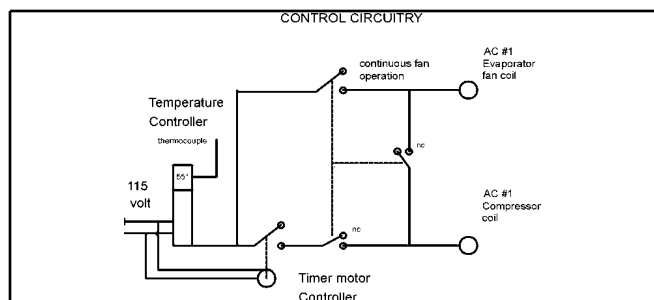 CONTROL CIRCUITRY
AC #1
Evaporator
fan coil
continuous fan
operation
Temperature
Controller
thermocouple
nc
55°
115
volt
AC #1
Compressor
coil
nc
Timer motor
Controller